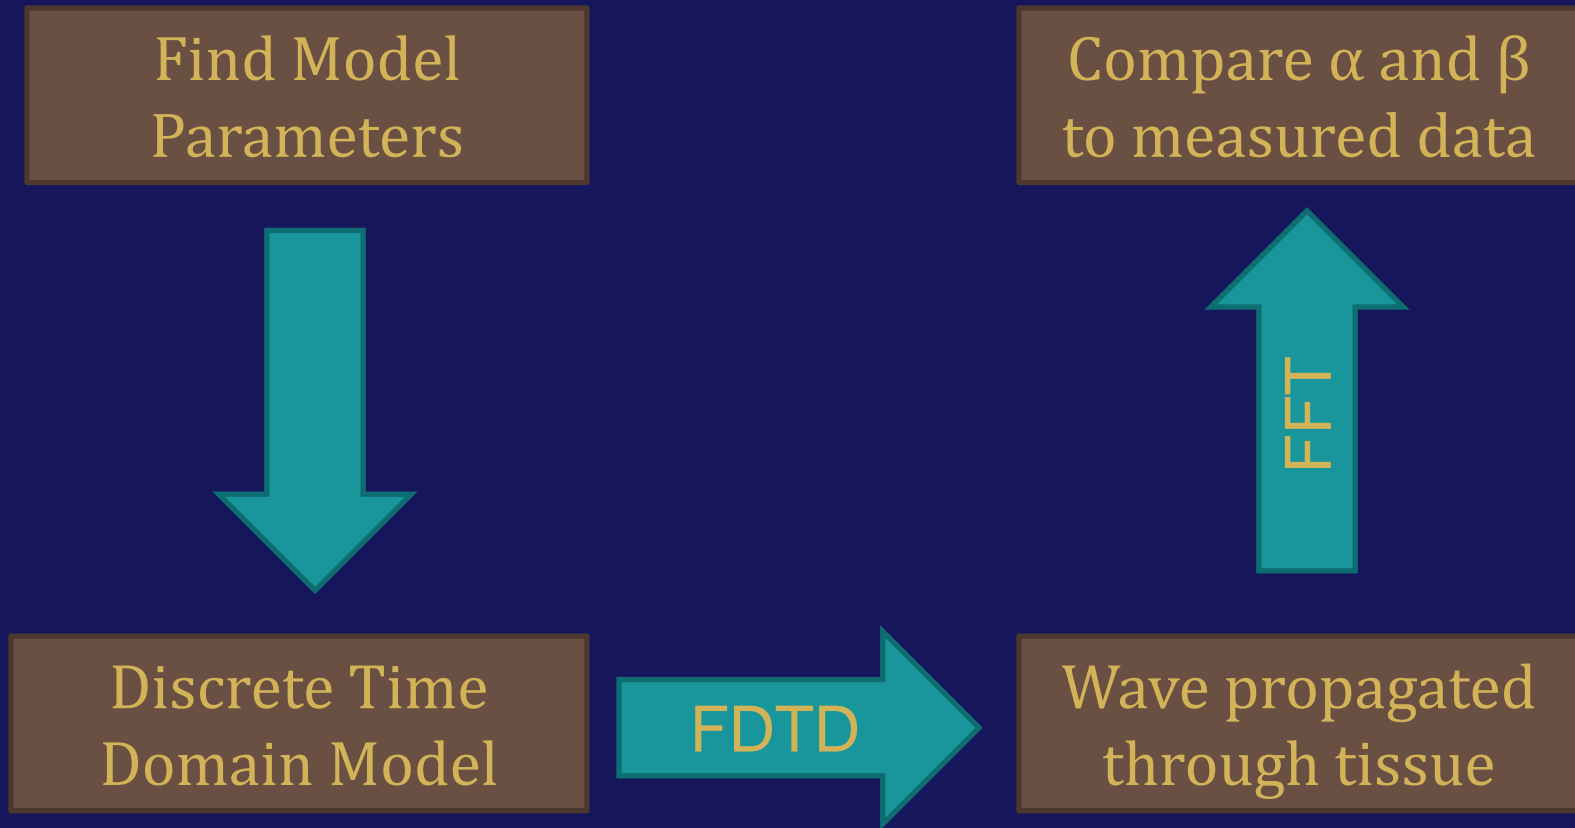 Find Model
Parameters
Compare α and β
to measured data
FFT
Discrete Time
Domain Model
FDTD
Wave propagated
through tissue